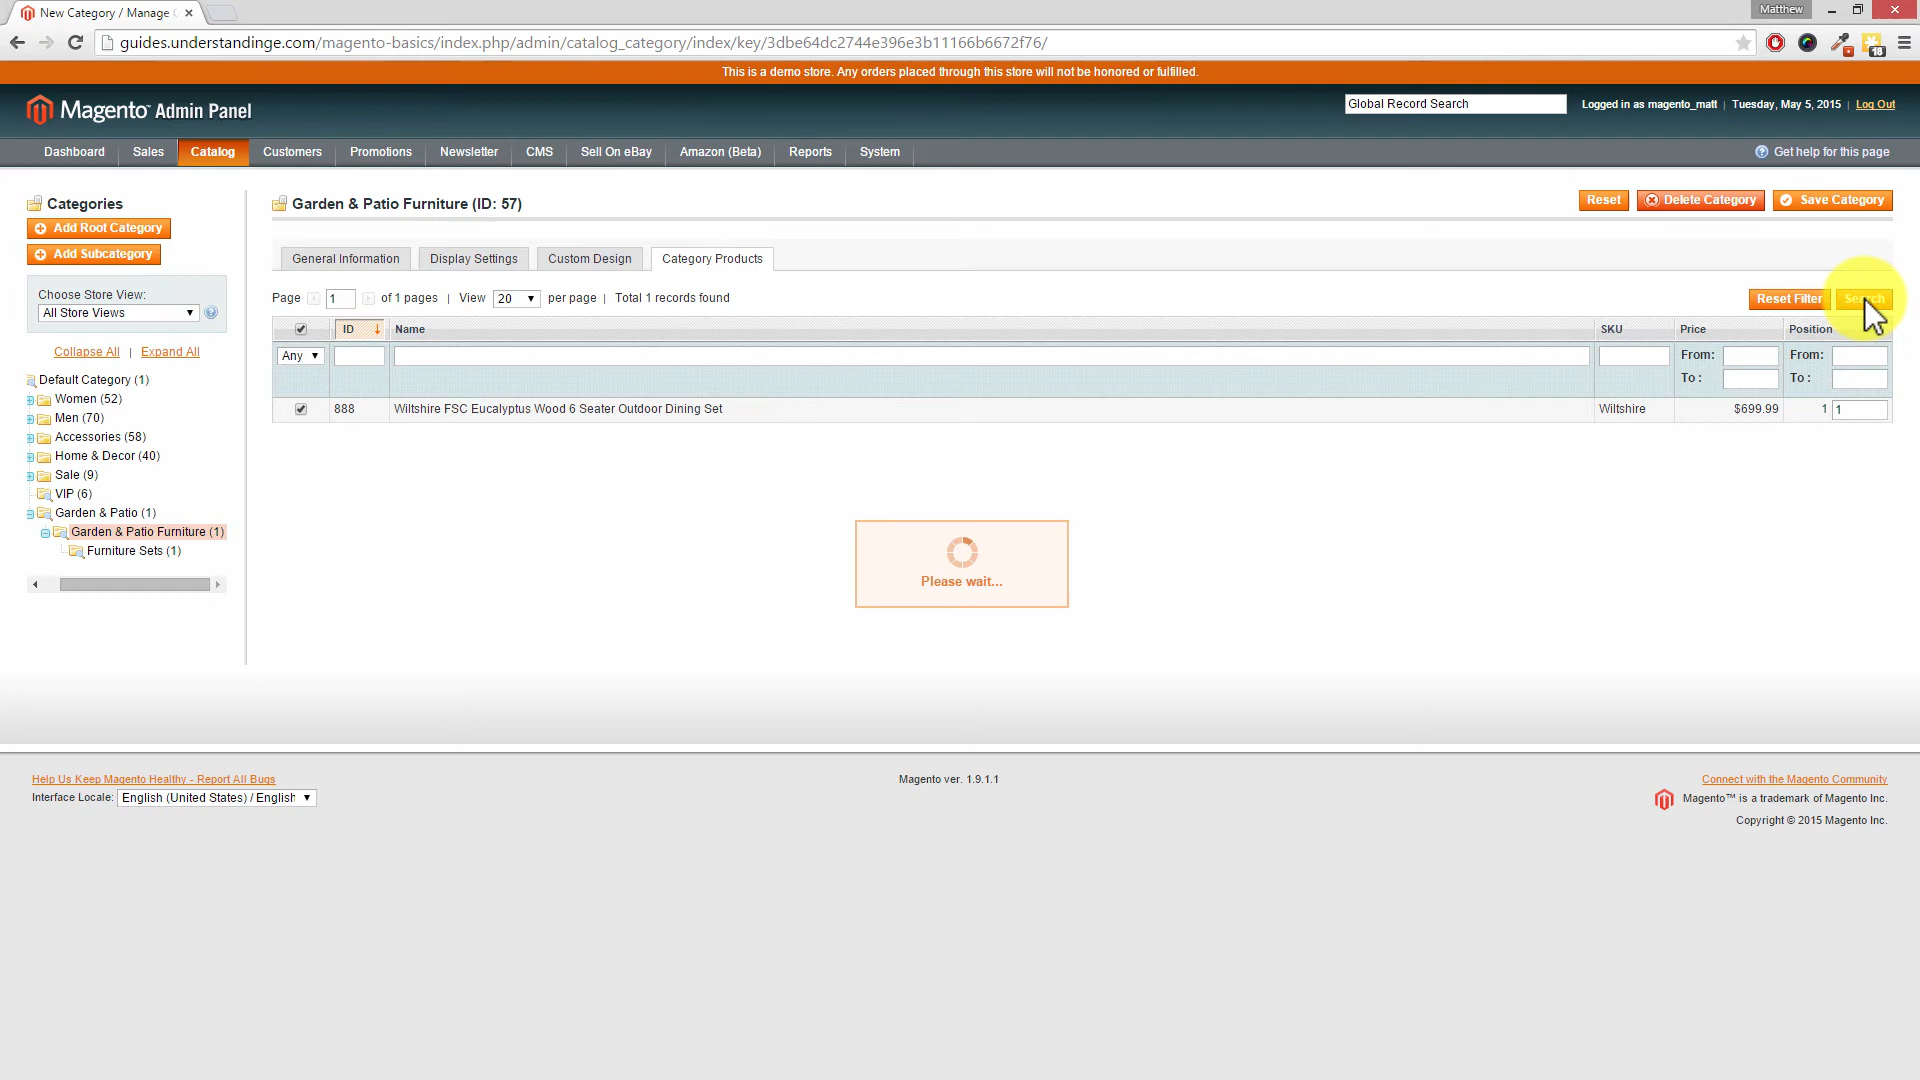 New Category / Manage
Matthew
guides.understandinge.com/magento-basics/index.php/admin/catalog_category/index/key/3dbe64dc2744e396e3b11166b6672f76/
18
This is a demo store. Any orders placed through this store will not be honored or fulfilled.
Magento™ Admin Panel
Global Record Search
Logged in as magento_matt | Tuesday, May 5, 2015 | Log Out
Dashboard Sales Catalog Customers Promotions Newsletter CMS Sell On eBay Amazon (Beta) Reports System
Get help for this page
Categories
Add Root Category
Add Subcategory
Choose Store View:
All Store Views
Collapse All | Expand All
Default Category (1)
Women (52)
Men (70)
Accessories (58)
Home & Decor (40)
Sale (9)
VIP (6)
Garden & Patio (1)
Garden & Patio Furniture (1)
Furniture Sets (1)
Garden & Patio Furniture (ID: 57)
Reset Delete Category Save Category
General Information Display Settings Custom Design Category Products
Page 1 of 1 pages | View 20 per page | Total 1 records found
Reset Filter Search
ID Name SKU Price Position
Any From: From:
To : To :
888 Wiltshire FSC Eucalyptus Wood 6 Seater Outdoor Dining Set Wiltshire $699.99 1 1
Please wait...
Help Us Keep Magento Healthy - Report All Bugs
Interface Locale: English (United States) / English
Magento ver. 1.9.1.1
Connect with the Magento Community
Magento™ is a trademark of Magento Inc.
Copyright © 2015 Magento Inc.